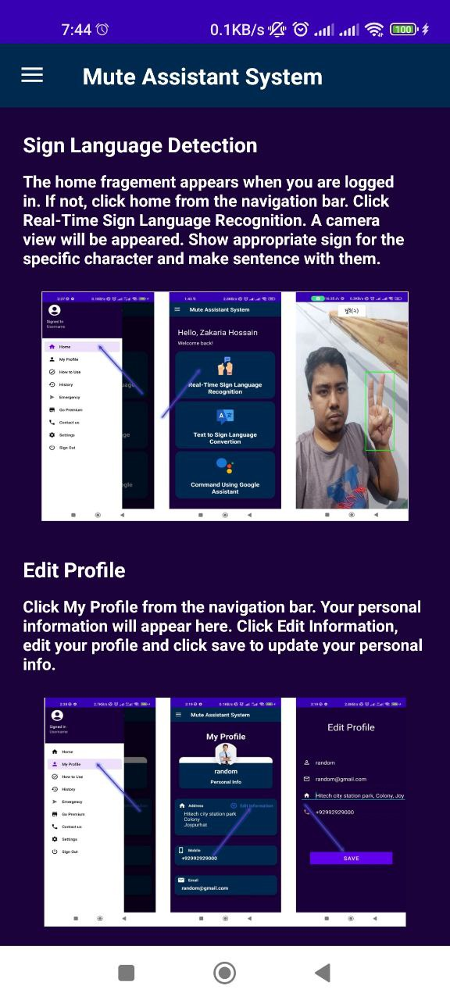 7:44
0.1KB/s
100
Mute Assistant System
Sign Language Detection
The home fragement appears when you are logged
in. If not, click home from the navigation bar. Click
Real-Time Sign Language Recognition. A camera
view will be appeared. Show appropriate sign for the
specific character and make sentence with them.
2:37
Signed In
Username
Home
My Profile
How to Use
History
Emergency
Go Premium
Contact us
Settings
Sign Out
Mute Assistant System
Hello, Zakaria Hossain
Welcome back!
Real-Time Sign Language
Recognition
Text to Sign Language
Convertion
Command Using Google
Assistant
16:35
দুই(২)
Edit Profile
Click My Profile from the navigation bar. Your personal
information will appear here. Click Edit Information,
edit your profile and click save to update your personal
info.
Signed In
Username
Home
My Profile
How to Use
History
Emergency
Go Premium
Contact us
Settings
Sign Out
Mute Assistant System
My Profile
random
Personal Info
Address
Edit Information
Hitech city station park
Colony
Joypurhat
Mobile
+92992929000
Email
random@gmail.com
Edit Profile
random
random@gmail.com
Hitech city station park, Colony, Joy
+92992929000
SAVE